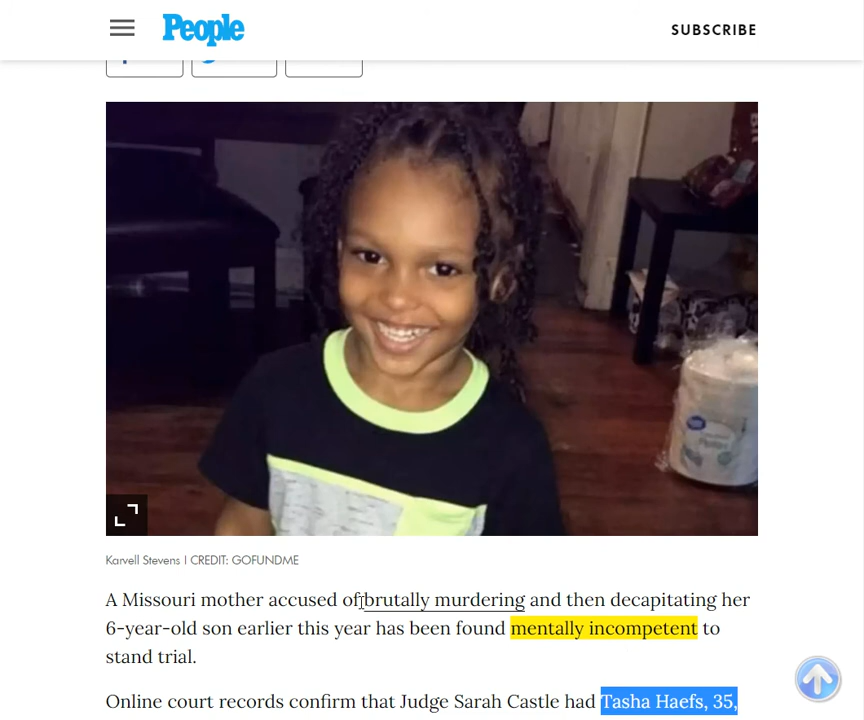 People
SUBSCRIBE
Karvell Stevens | CREDIT: GOFUNDME
A Missouri mother accused of brutally murdering and then decapitating her
6-year-old son earlier this year has been found mentally incompetent to
stand trial.
Online court records confirm that Judge Sarah Castle had Tasha Haefs, 35,